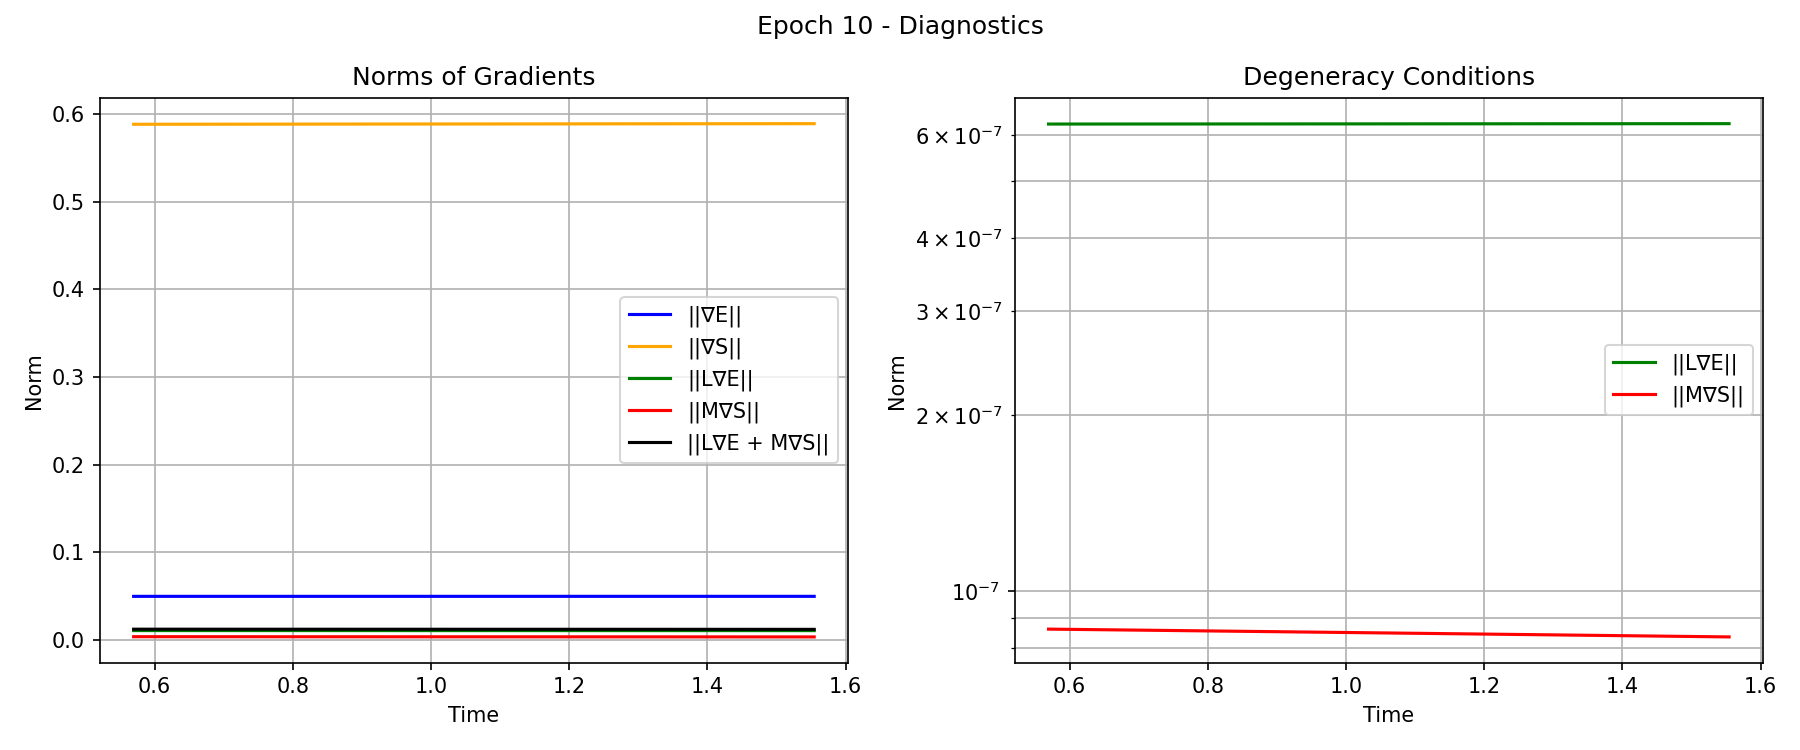 Epoch 10 - Diagnostics
Norms of Gradients
Norm
0.6
0.5
0.4
0.3
0.2
0.1
0.0
||∇E||
||∇S||
||L∇E||
||M∇S||
||L∇E + M∇S||
0.6 0.8 1.0 1.2 1.4 1.6
Time
Degeneracy Conditions
Norm
6 × 10⁻⁷
4 × 10⁻⁷
3 × 10⁻⁷
2 × 10⁻⁷
10⁻⁷
||L∇E||
||M∇S||
0.6 0.8 1.0 1.2 1.4 1.6
Time